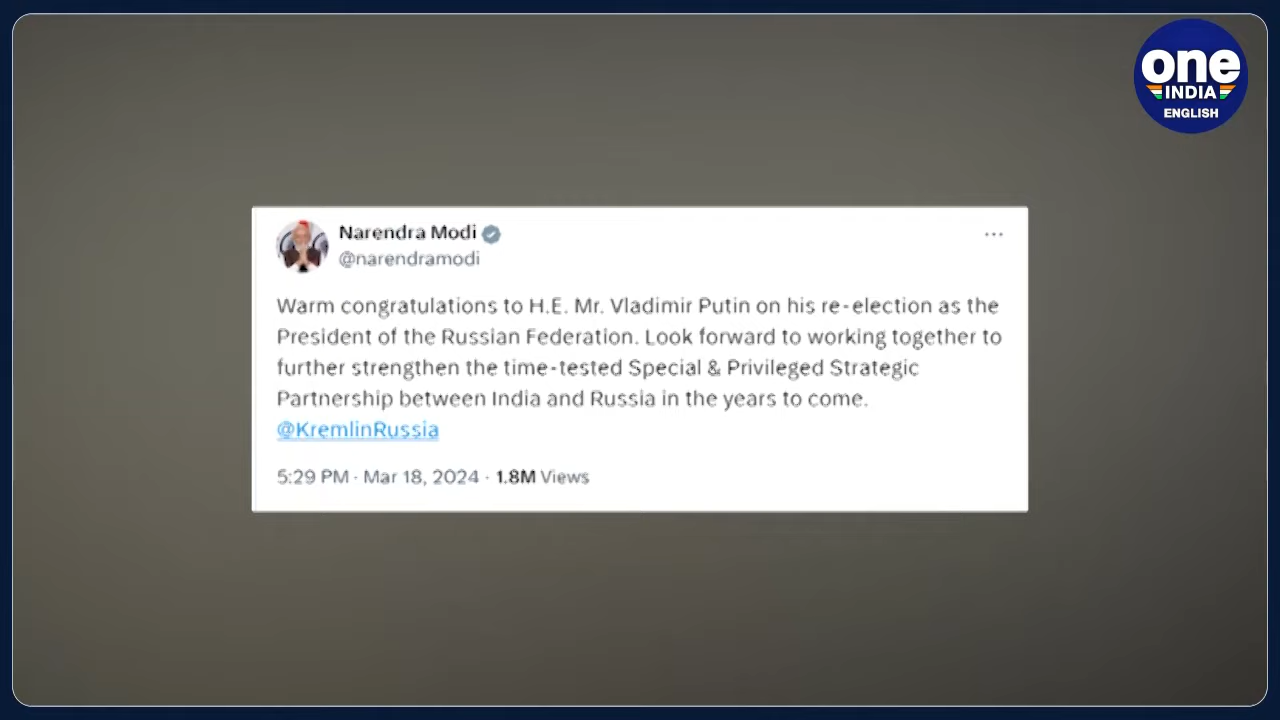 one
INDIA
ENGLISH
Narendra Modi
@narendramodi
Warm congratulations to H.E. Mr. Vladimir Putin on his re-election as the
President of the Russian Federation. Look forward to working together to
further strengthen the time-tested Special & Privileged Strategic
Partnership between India and Russia in the years to come.
@KremlinRussia
5:29 PM · Mar 18, 2024 · 1.8M Views